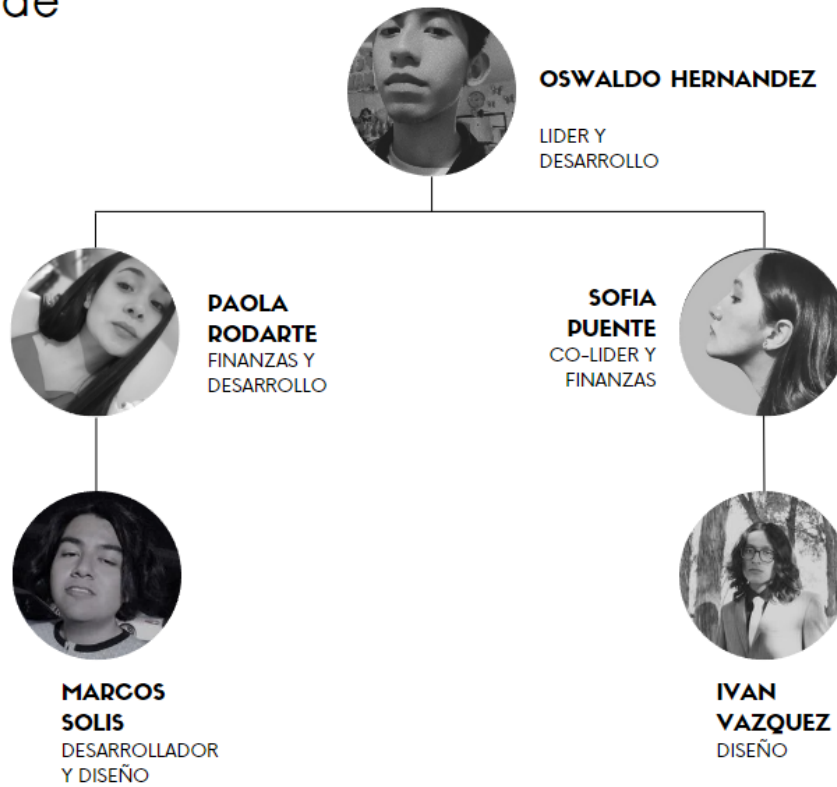 de
OSWALDO HERNANDEZ
LIDER Y
DESARROLLO
PAOLA
RODARTE
FINANZAS Y
DESARROLLO
SOFIA
PUENTE
CO-LIDER Y
FINANZAS
MARCOS
SOLIS
DESARROLLADOR
Y DISEÑO
IVAN
VAZQUEZ
DISEÑO